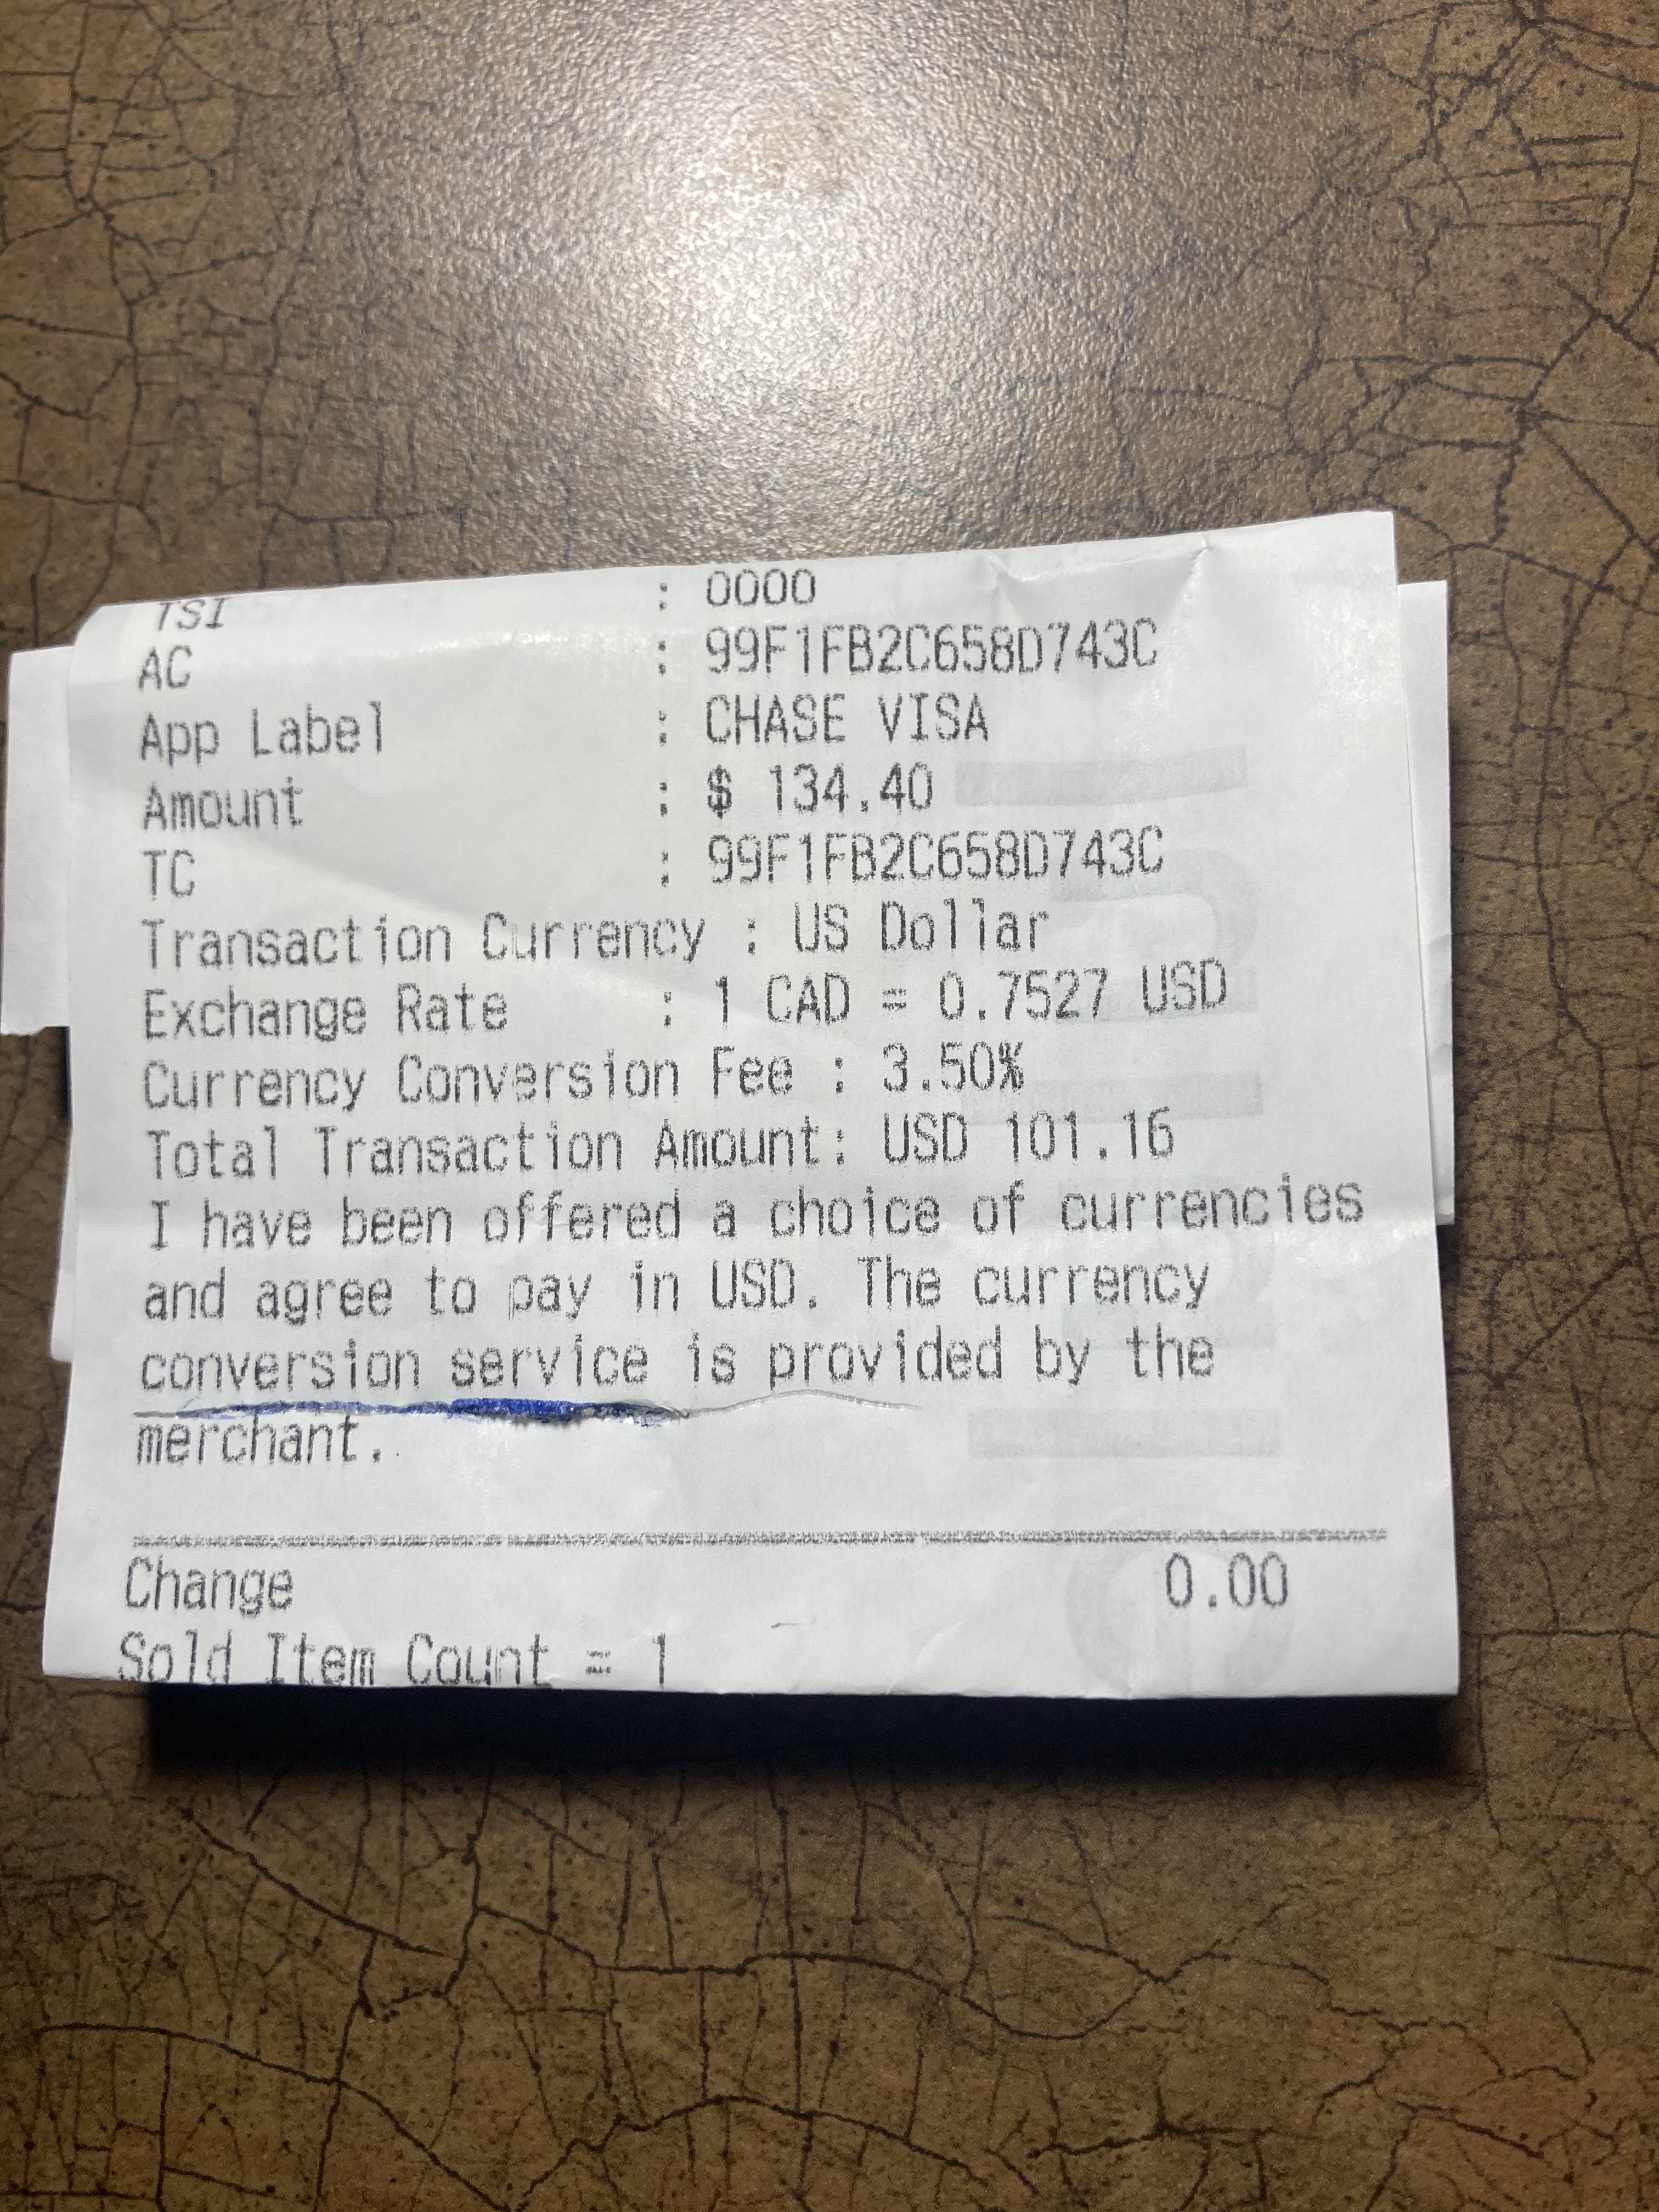 TSI : 0000
AC : 99F1FB2C658D743C
App Label : CHASE VISA
Amount : $ 134.40
TC : 99F1FB2C658D743C
Transaction Currency : US Dollar
Exchange Rate : 1 CAD = 0.7527 USD
Currency Conversion Fee : 3.50%
Total Transaction Amount: USD 101.16
I have been offered a choice of currencies
and agree to pay in USD. The currency
conversion service is provided by the
merchant.
Change 0.00
Sold Item Count = 1